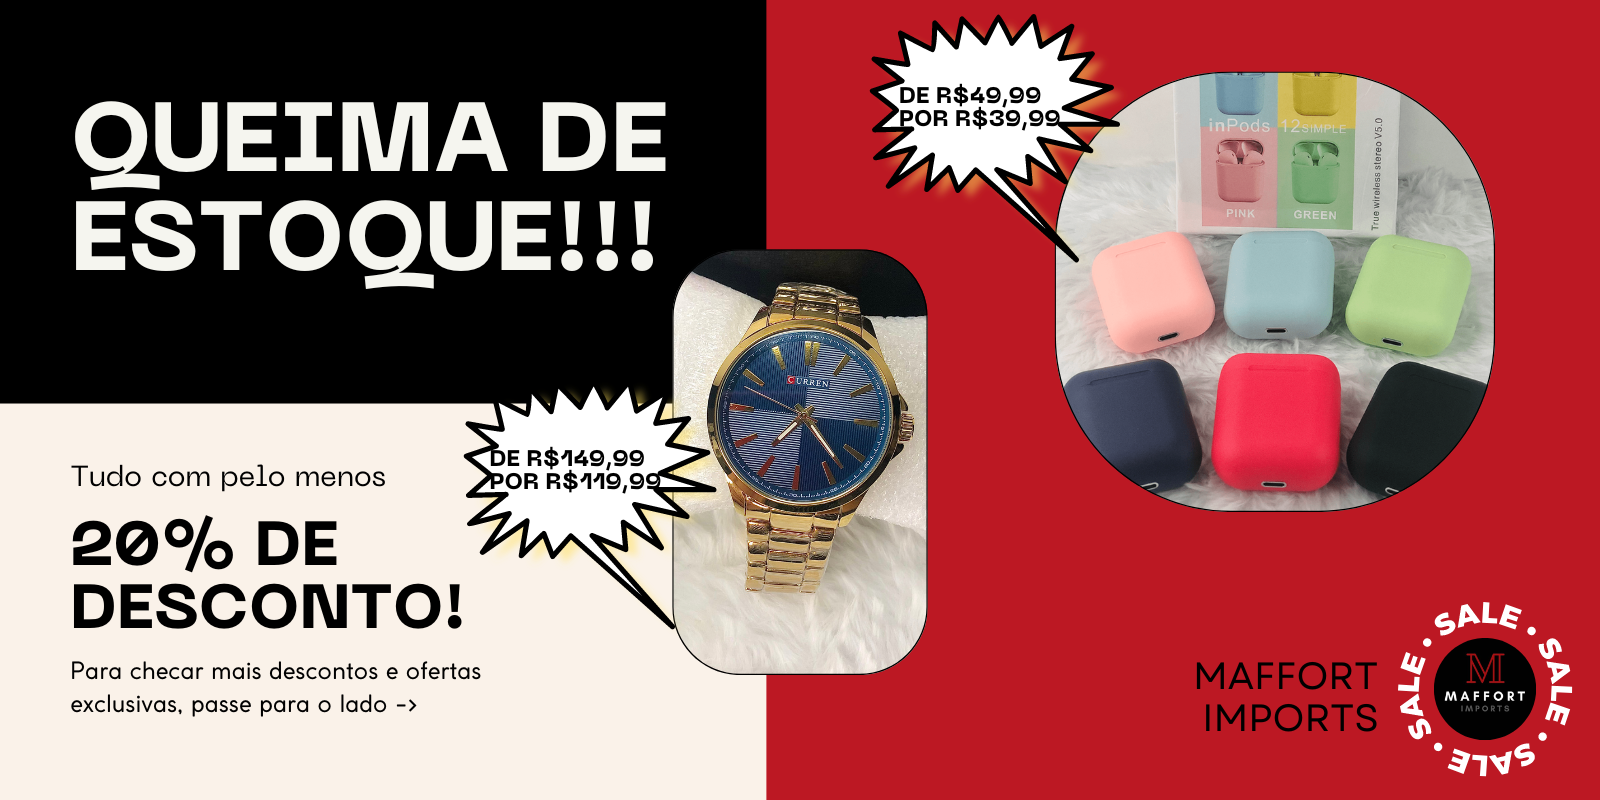 QUEIMA DE
ESTOQUE!!!
DE R$49,99
POR R$39,99
inPods 12 SIMPLE
PINK
GREEN
True wireless stereo V5.0
CURREN
DE R$149,99
POR R$119,99
Tudo com pelo menos
20% DE
DESCONTO!
Para checar mais descontos e ofertas
exclusivas, passe para o lado ->
MAFFORT
IMPORTS
SALE • SALE • SALE • SALE •
M
MAFFORT
IMPORTS